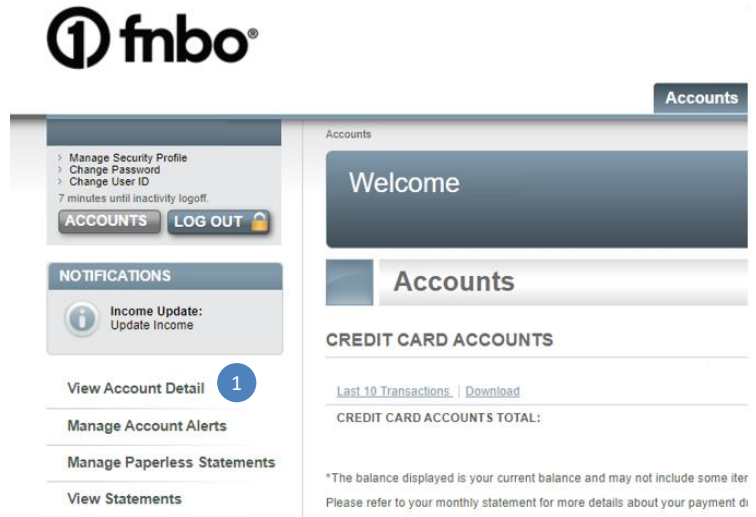 1 fnbo®
Accounts
> Manage Security Profile
> Change Password
> Change User ID
7 minutes until inactivity logoff.
ACCOUNTS LOG OUT
NOTIFICATIONS
i Income Update:
Update Income
View Account Detail 1
Manage Account Alerts
Manage Paperless Statements
View Statements
Accounts
Welcome
Accounts
CREDIT CARD ACCOUNTS
Last 10 Transactions | Download
CREDIT CARD ACCOUNTS TOTAL:
*The balance displayed is your current balance and may not include some
Please refer to your monthly statement for more details about your payment